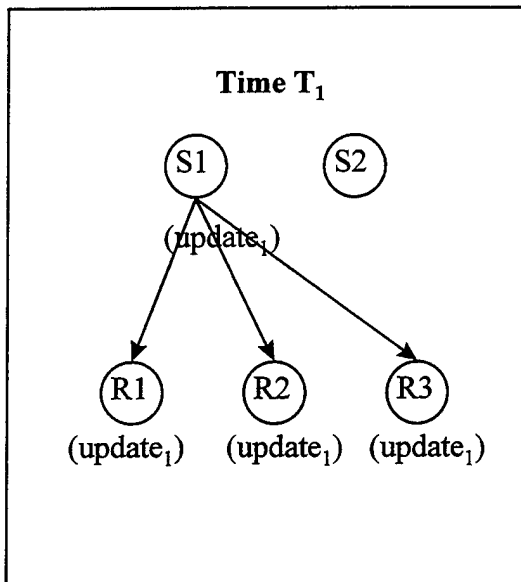 Time T₁
S1 S2
(update₁)
R1 R2 R3
(update₁) (update₁) (update₁)